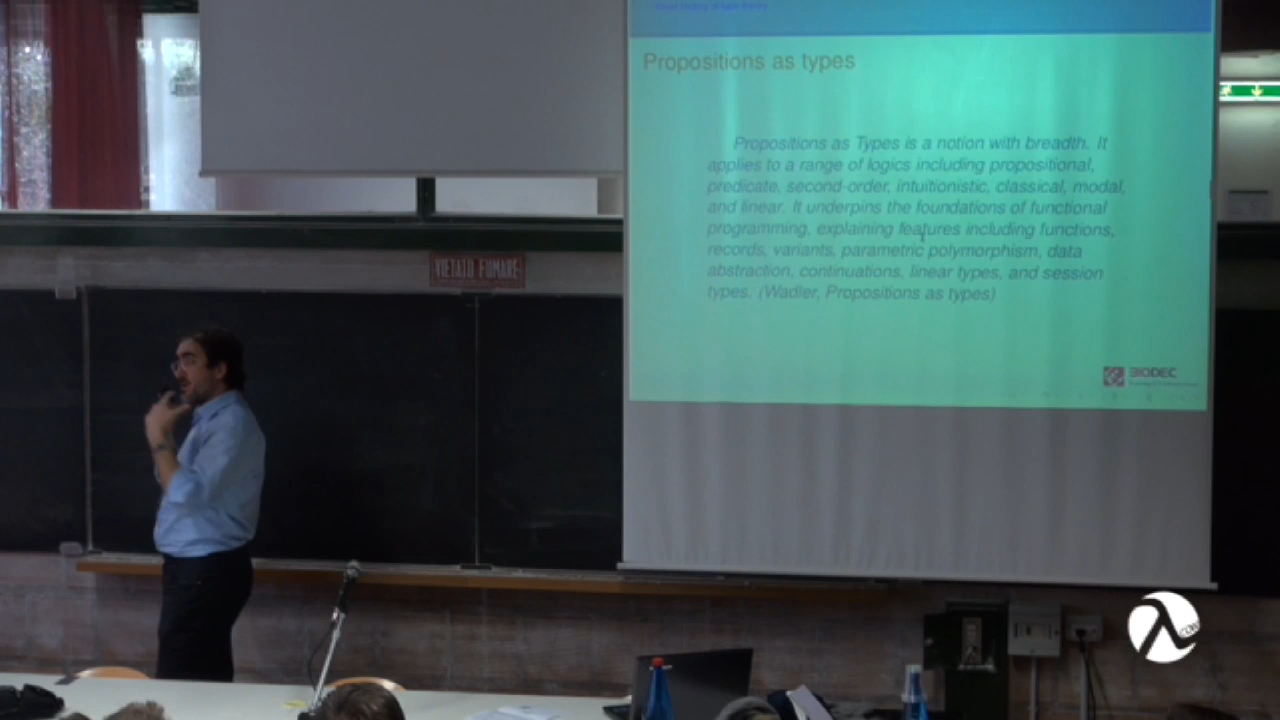 Propositions as types
Propositions as Types is a notion with breadth. It
applies to a range of logics including propositional,
predicate, second-order, intuitionistic, classical, modal,
and linear. It underpins the foundations of functional
programming, explaining features including functions,
records, variants, parametric polymorphism, data
abstraction, continuations, linear types, and session
types. (Wadler, Propositions as types)
BIODEC
VIETATO FUMARE
λ